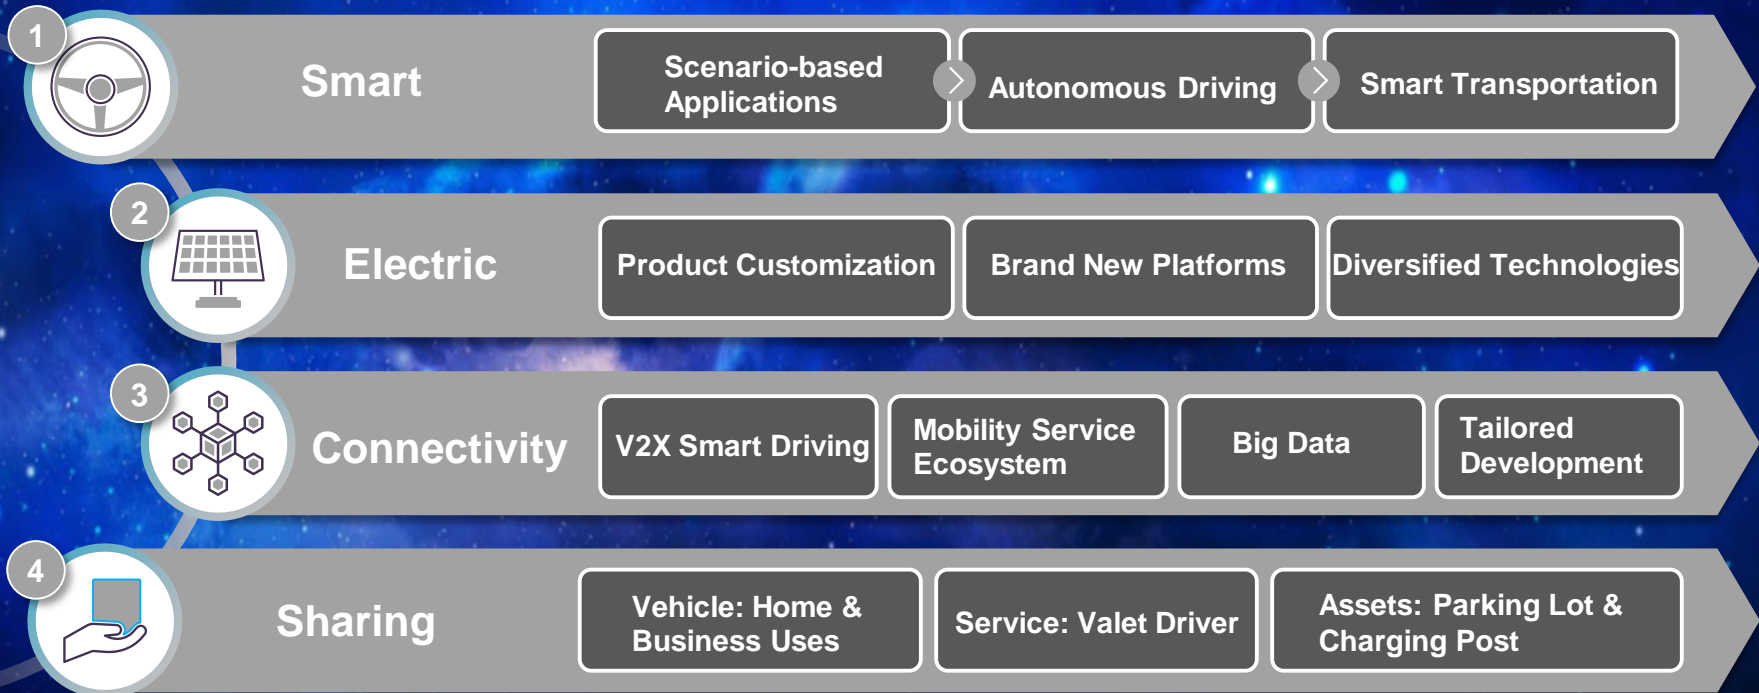 1
Smart
Scenario-based
Applications
Autonomous Driving
Smart Transportation
2
Electric
Product Customization
Brand New Platforms
Diversified Technologies
3
Connectivity
V2X Smart Driving
Mobility Service
Ecosystem
Big Data
Tailored
Development
4
Sharing
Vehicle: Home &
Business Uses
Service: Valet Driver
Assets: Parking Lot &
Charging Post